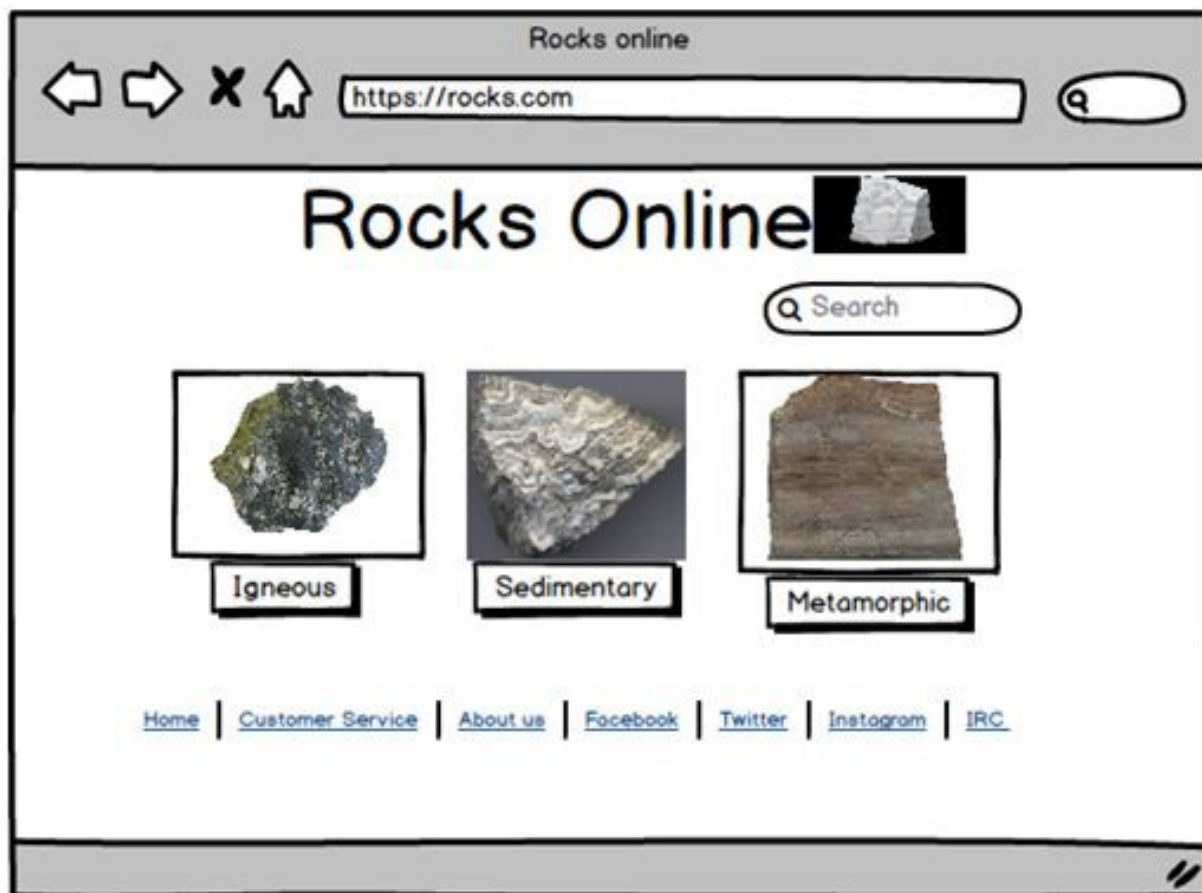 Rocks online
https://rocks.com
Rocks Online
Search
Igneous
Sedimentary
Metamorphic
Home | Customer Service | About us | Facebook | Twitter | Instagram | IRC